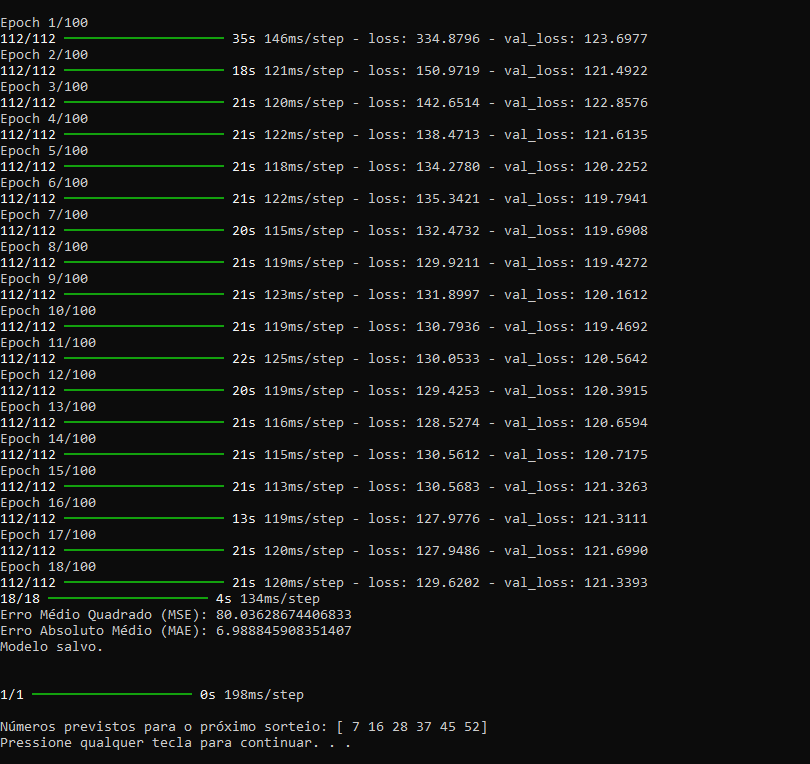 Epoch 1/100
112/112 35s 146ms/step - loss: 334.8796 - val_loss: 123.6977
Epoch 2/100
112/112 18s 121ms/step - loss: 150.9719 - val_loss: 121.4922
Epoch 3/100
112/112 21s 120ms/step - loss: 142.6514 - val_loss: 122.8576
Epoch 4/100
112/112 21s 122ms/step - loss: 138.4713 - val_loss: 121.6135
Epoch 5/100
112/112 21s 118ms/step - loss: 134.2780 - val_loss: 120.2252
Epoch 6/100
112/112 21s 122ms/step - loss: 135.3421 - val_loss: 119.7941
Epoch 7/100
112/112 20s 115ms/step - loss: 132.4732 - val_loss: 119.6908
Epoch 8/100
112/112 21s 119ms/step - loss: 129.9211 - val_loss: 119.4272
Epoch 9/100
112/112 21s 123ms/step - loss: 131.8997 - val_loss: 120.1612
Epoch 10/100
112/112 21s 119ms/step - loss: 130.7936 - val_loss: 119.4692
Epoch 11/100
112/112 22s 125ms/step - loss: 130.0533 - val_loss: 120.5642
Epoch 12/100
112/112 20s 119ms/step - loss: 129.4253 - val_loss: 120.3915
Epoch 13/100
112/112 21s 116ms/step - loss: 128.5274 - val_loss: 120.6594
Epoch 14/100
112/112 21s 115ms/step - loss: 130.5612 - val_loss: 120.7175
Epoch 15/100
112/112 21s 113ms/step - loss: 130.5683 - val_loss: 121.3263
Epoch 16/100
112/112 13s 119ms/step - loss: 127.9776 - val_loss: 121.3111
Epoch 17/100
112/112 21s 120ms/step - loss: 127.9486 - val_loss: 121.6990
Epoch 18/100
112/112 21s 120ms/step - loss: 129.6202 - val_loss: 121.3393
18/18 4s 134ms/step
Erro Médio Quadrado (MSE): 80.03628674406833
Erro Absoluto Médio (MAE): 6.988845908351407
Modelo salvo.
1/1 0s 198ms/step
Números previstos para o próximo sorteio: [ 7 16 28 37 45 52]
Pressione qualquer tecla para continuar. . .